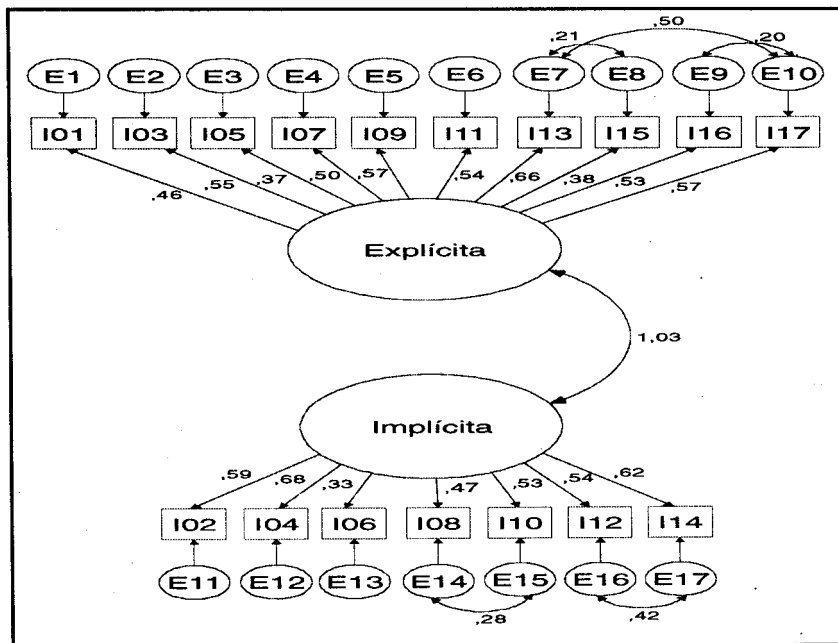 ,50
,21 ,20
E1 E2 E3 E4 E5 E6 E7 E8 E9 E10
I01 I03 I05 I07 I09 I11 I13 I15 I16 I17
,46 ,55 ,37 ,50 ,57 ,54 ,66 ,38 ,53 ,57
Explícita
1,03
Implícita
,59 ,68 ,33 ,47 ,53 ,54 ,62
I02 I04 I06 I08 I10 I12 I14
E11 E12 E13 E14 E15 E16 E17
,28 ,42